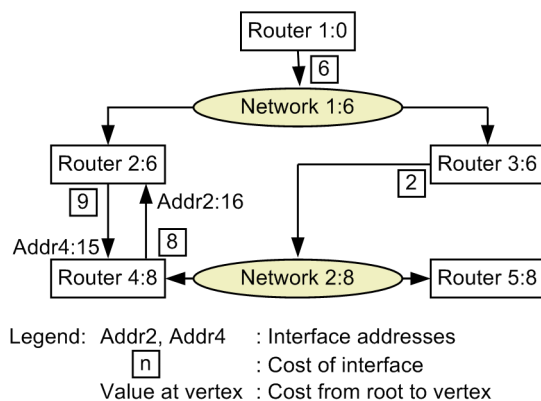 Router 1:0
6
Network 1:6
Router 2:6
Router 3:6
9
Addr2:16
2
Addr4:15
8
Router 4:8
Network 2:8
Router 5:8
Legend: Addr2, Addr4 : Interface addresses
n : Cost of interface
Value at vertex : Cost from root to vertex